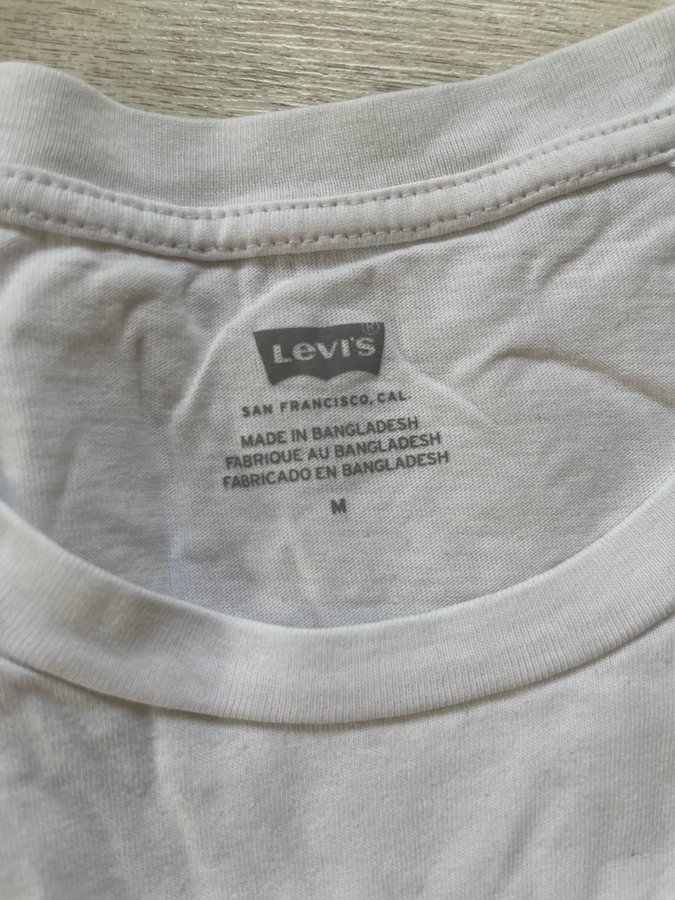 Levi's®
SAN FRANCISCO, CAL.
MADE IN BANGLADESH
FABRIQUE AU BANGLADESH
FABRICADO EN BANGLADESH
M